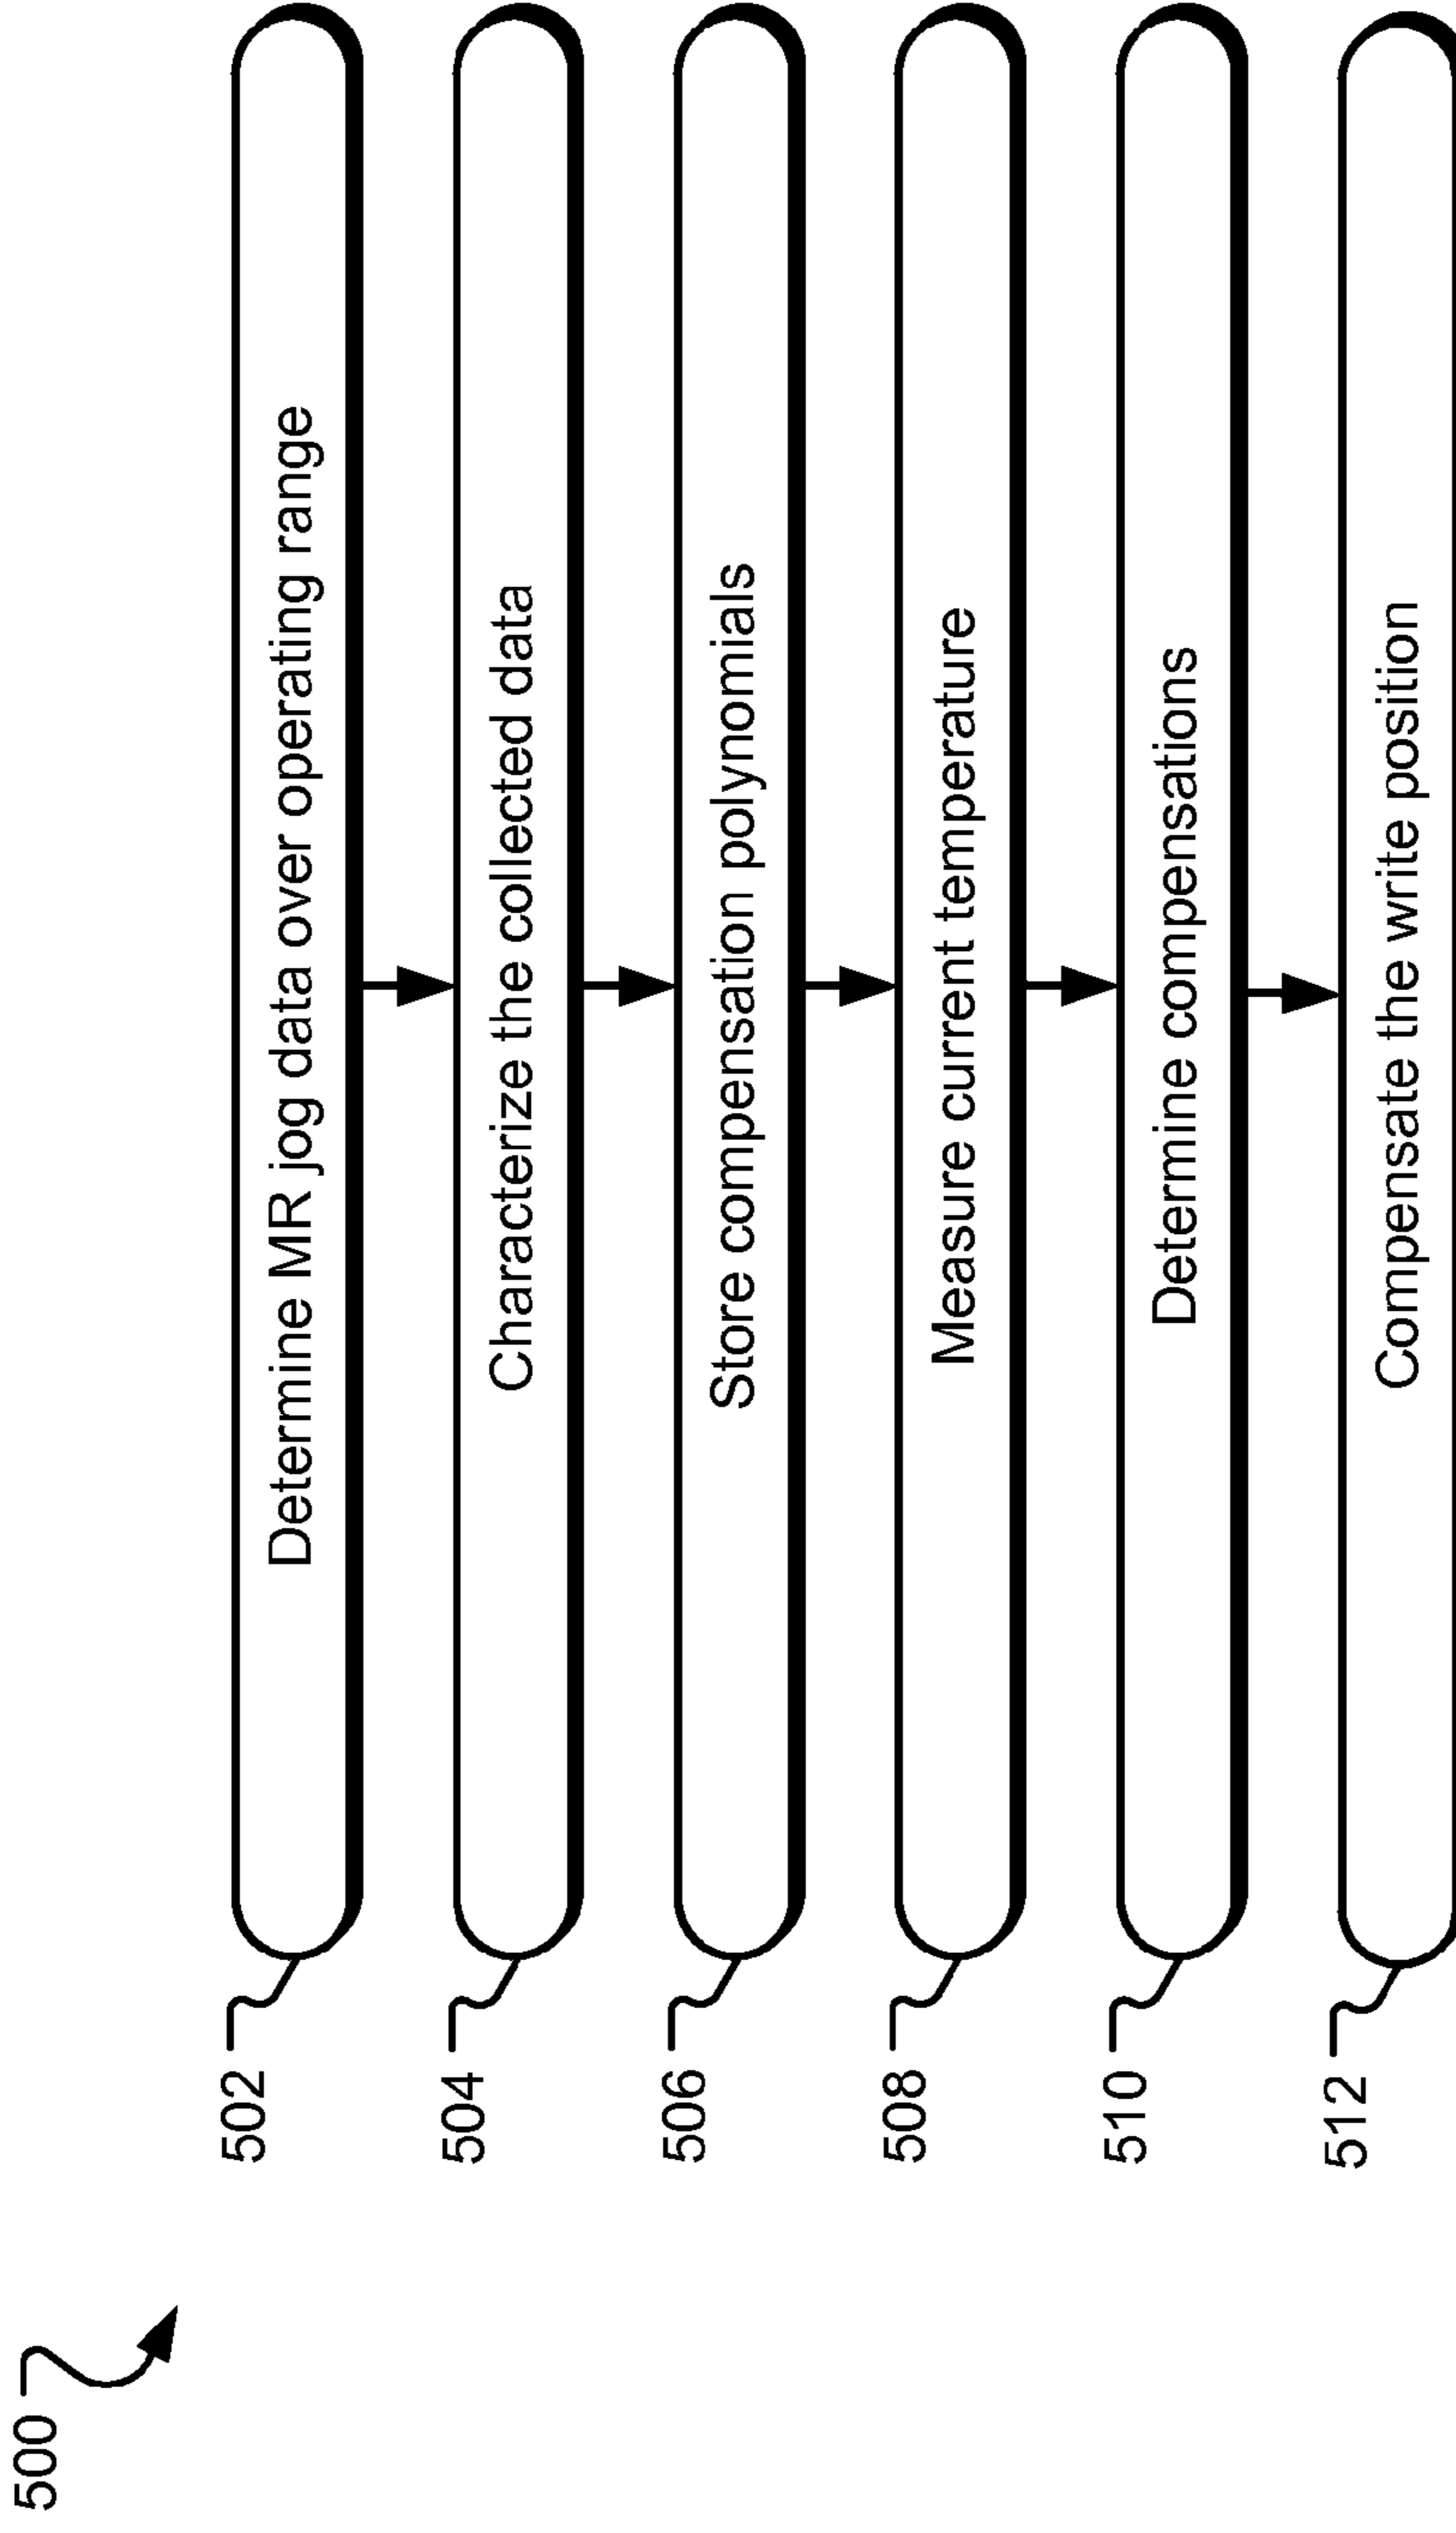 500
502
Determine MR jog data over operating range
504
Characterize the collected data
506
Store compensation polynomials
508
Measure current temperature
510
Determine compensations
512
Compensate the write position